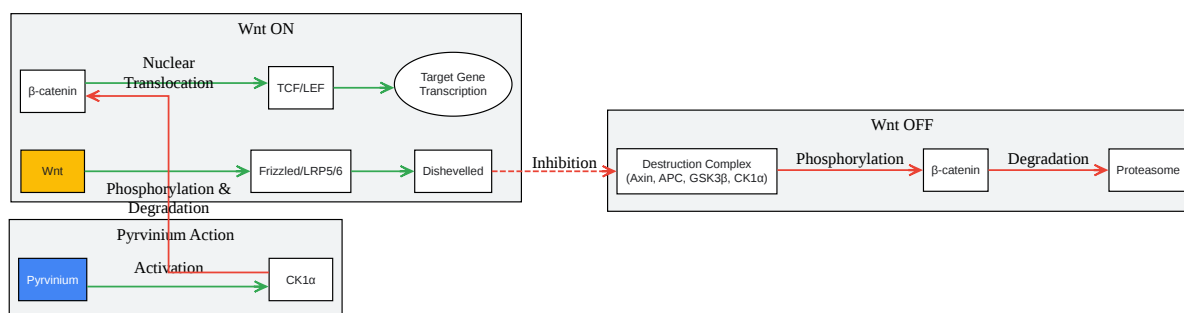 Wnt ON
Nuclear
Translocation
β-catenin
TCF/LEF
Target Gene
Transcription
Wnt
Frizzled/LRP5/6
Dishevelled
Inhibition
Phosphorylation &
Degradation
Wnt OFF
Destruction Complex
(Axin, APC, GSK3β, CK1α)
Phosphorylation
β-catenin
Degradation
Proteasome
Pyrvinium Action
Pyrvinium
Activation
CK1α